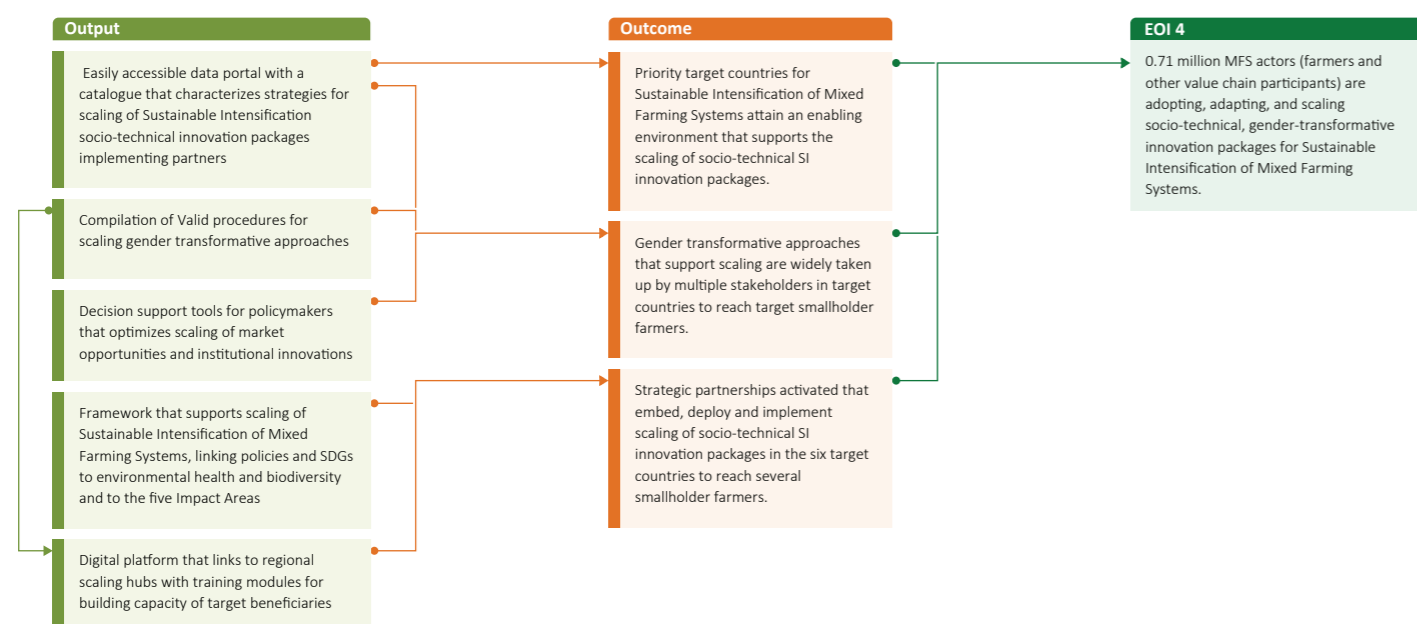 Output
Easily accessible data portal with a
catalogue that characterizes strategies for
scaling of Sustainable Intensification
socio-technical innovation packages
implementing partners
Compilation of Valid procedures for
scaling gender transformative approaches
Decision support tools for policymakers
that optimizes scaling of market
opportunities and institutional innovations
Framework that supports scaling of
Sustainable Intensification of Mixed
Farming Systems, linking policies and SDGs
to environmental health and biodiversity
and to the five Impact Areas
Digital platform that links to regional
scaling hubs with training modules for
building capacity of target beneficiaries
Outcome
Priority target countries for
Sustainable Intensification of Mixed
Farming Systems attain an enabling
environment that supports the
scaling of socio-technical SI
innovation packages.
Gender transformative approaches
that support scaling are widely taken
up by multiple stakeholders in target
countries to reach target smallholder
farmers.
Strategic partnerships activated that
embed, deploy and implement
scaling of socio-technical SI
innovation packages in the six target
countries to reach several
smallholder farmers.
EOI 4
0.71 million MFS actors (farmers and
other value chain participants) are
adopting, adapting, and scaling
socio-technical, gender-transformative
innovation packages for Sustainable
Intensification of Mixed Farming
Systems.